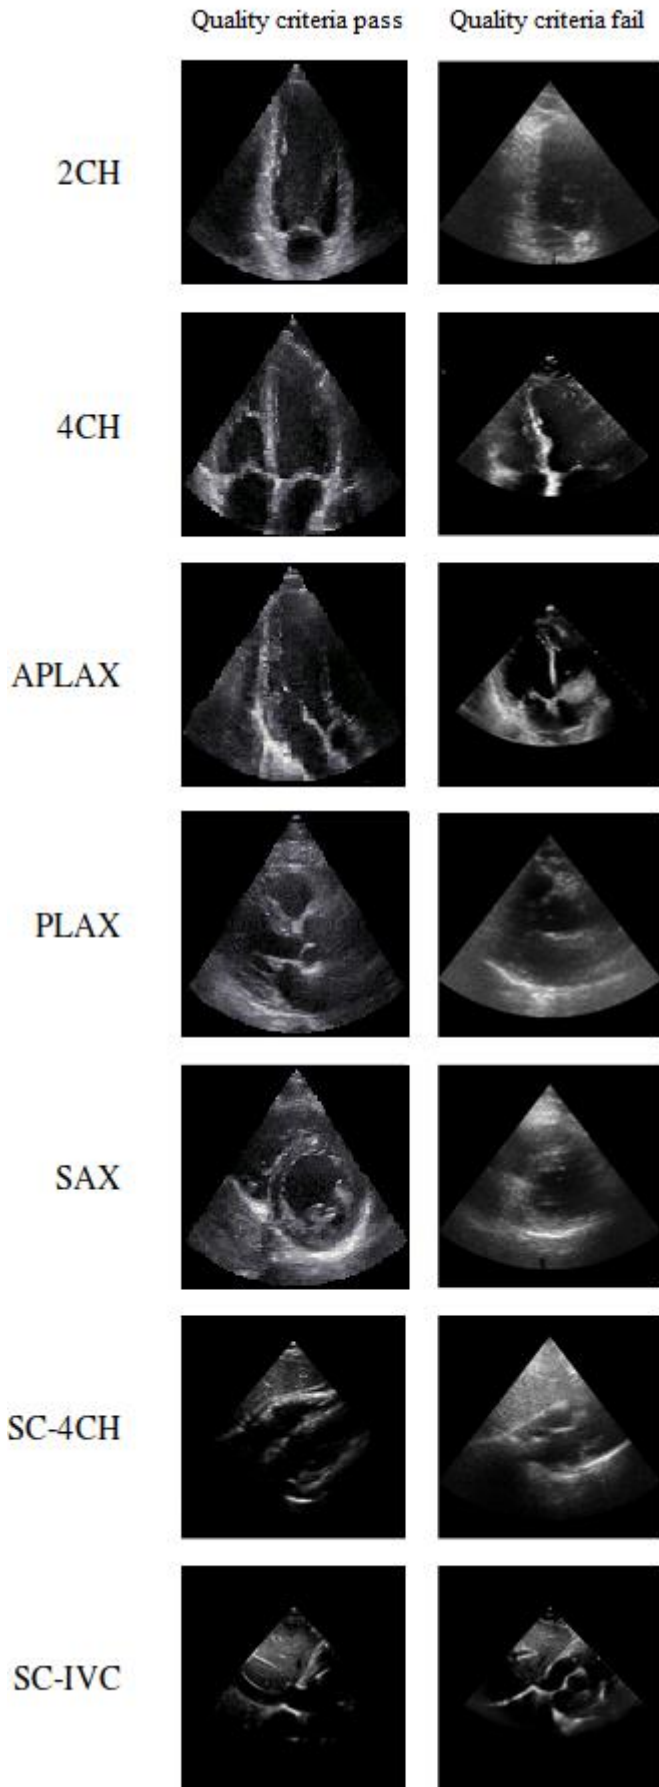 Quality criteria pass Quality criteria fail
2CH
4CH
APLAX
PLAX
SAX
SC-4CH
SC-IVC